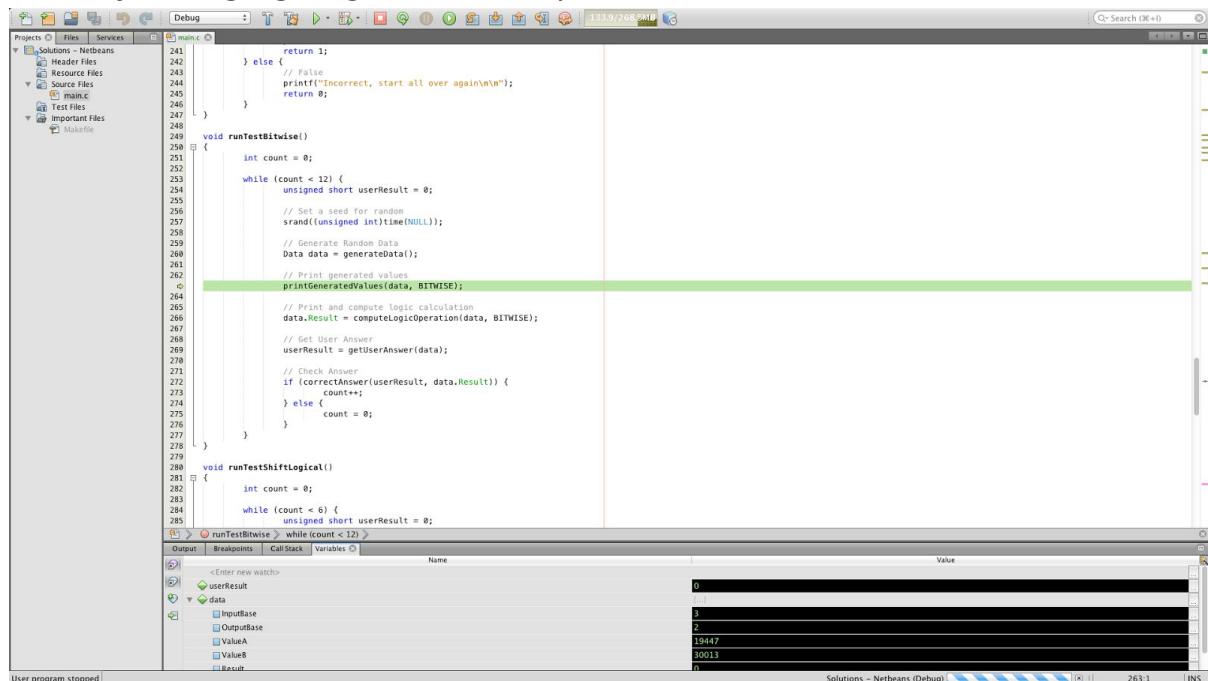 Debug
133.9/268.5MB
Search (⌘+I)
Projects Files Services
main.c
Solutions - Netbeans
Header Files
Resource Files
Source Files
main.c
Test Files
Important Files
Makefile
241 return 1;
242 } else {
243 // False
244 printf("Incorrect, start all over again\n\n");
245 return 0;
246 }
247 }
248
249 void runTestBitwise()
250 {
251 int count = 0;
252
253 while (count < 12) {
254 unsigned short userResult = 0;
255
256 // Set a seed for random
257 srand((unsigned int)time(NULL));
258
259 // Generate Random Data
260 Data data = generateData();
261
262 // Print generated values
printGeneratedValues(data, BITWISE);
264
265 // Print and compute logic calculation
266 data.Result = computeLogicOperation(data, BITWISE);
267
268 // Get User Answer
269 userResult = getUserAnswer(data);
270
271 // Check Answer
272 if (correctAnswer(userResult, data.Result)) {
273 count++;
274 } else {
275 count = 0;
276 }
277 }
278 }
279
280 void runTestShiftLogical()
281 {
282 int count = 0;
283
284 while (count < 6) {
285 unsigned short userResult = 0;
runTestBitwise while (count < 12)
Output Breakpoints Call Stack Variables
Name Value
<Enter new watch>
userResult 0
data {...}
InputBase 3
OutputBase 2
ValueA 19447
ValueB 30013
Result 0
User program stopped Solutions - Netbeans (Debug) 263:1 INS